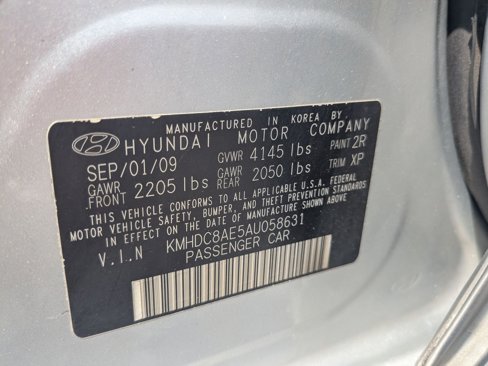 MANUFACTURED IN KOREA BY
HYUNDAI MOTOR COMPANY
SEP/01/09 GVWR 4145 lbs PAINT 2R
GAWR FRONT 2205 lbs GAWR REAR 2050 lbs TRIM XP
THIS VEHICLE CONFORMS TO ALL APPLICABLE U.S.A. FEDERAL
MOTOR VEHICLE SAFETY, BUMPER, AND THEFT PREVENTION STANDARDS
IN EFFECT ON THE DATE OF MANUFACTURE SHOWN ABOVE
V.I.N KMHDC8AE5AU058631
PASSENGER CAR